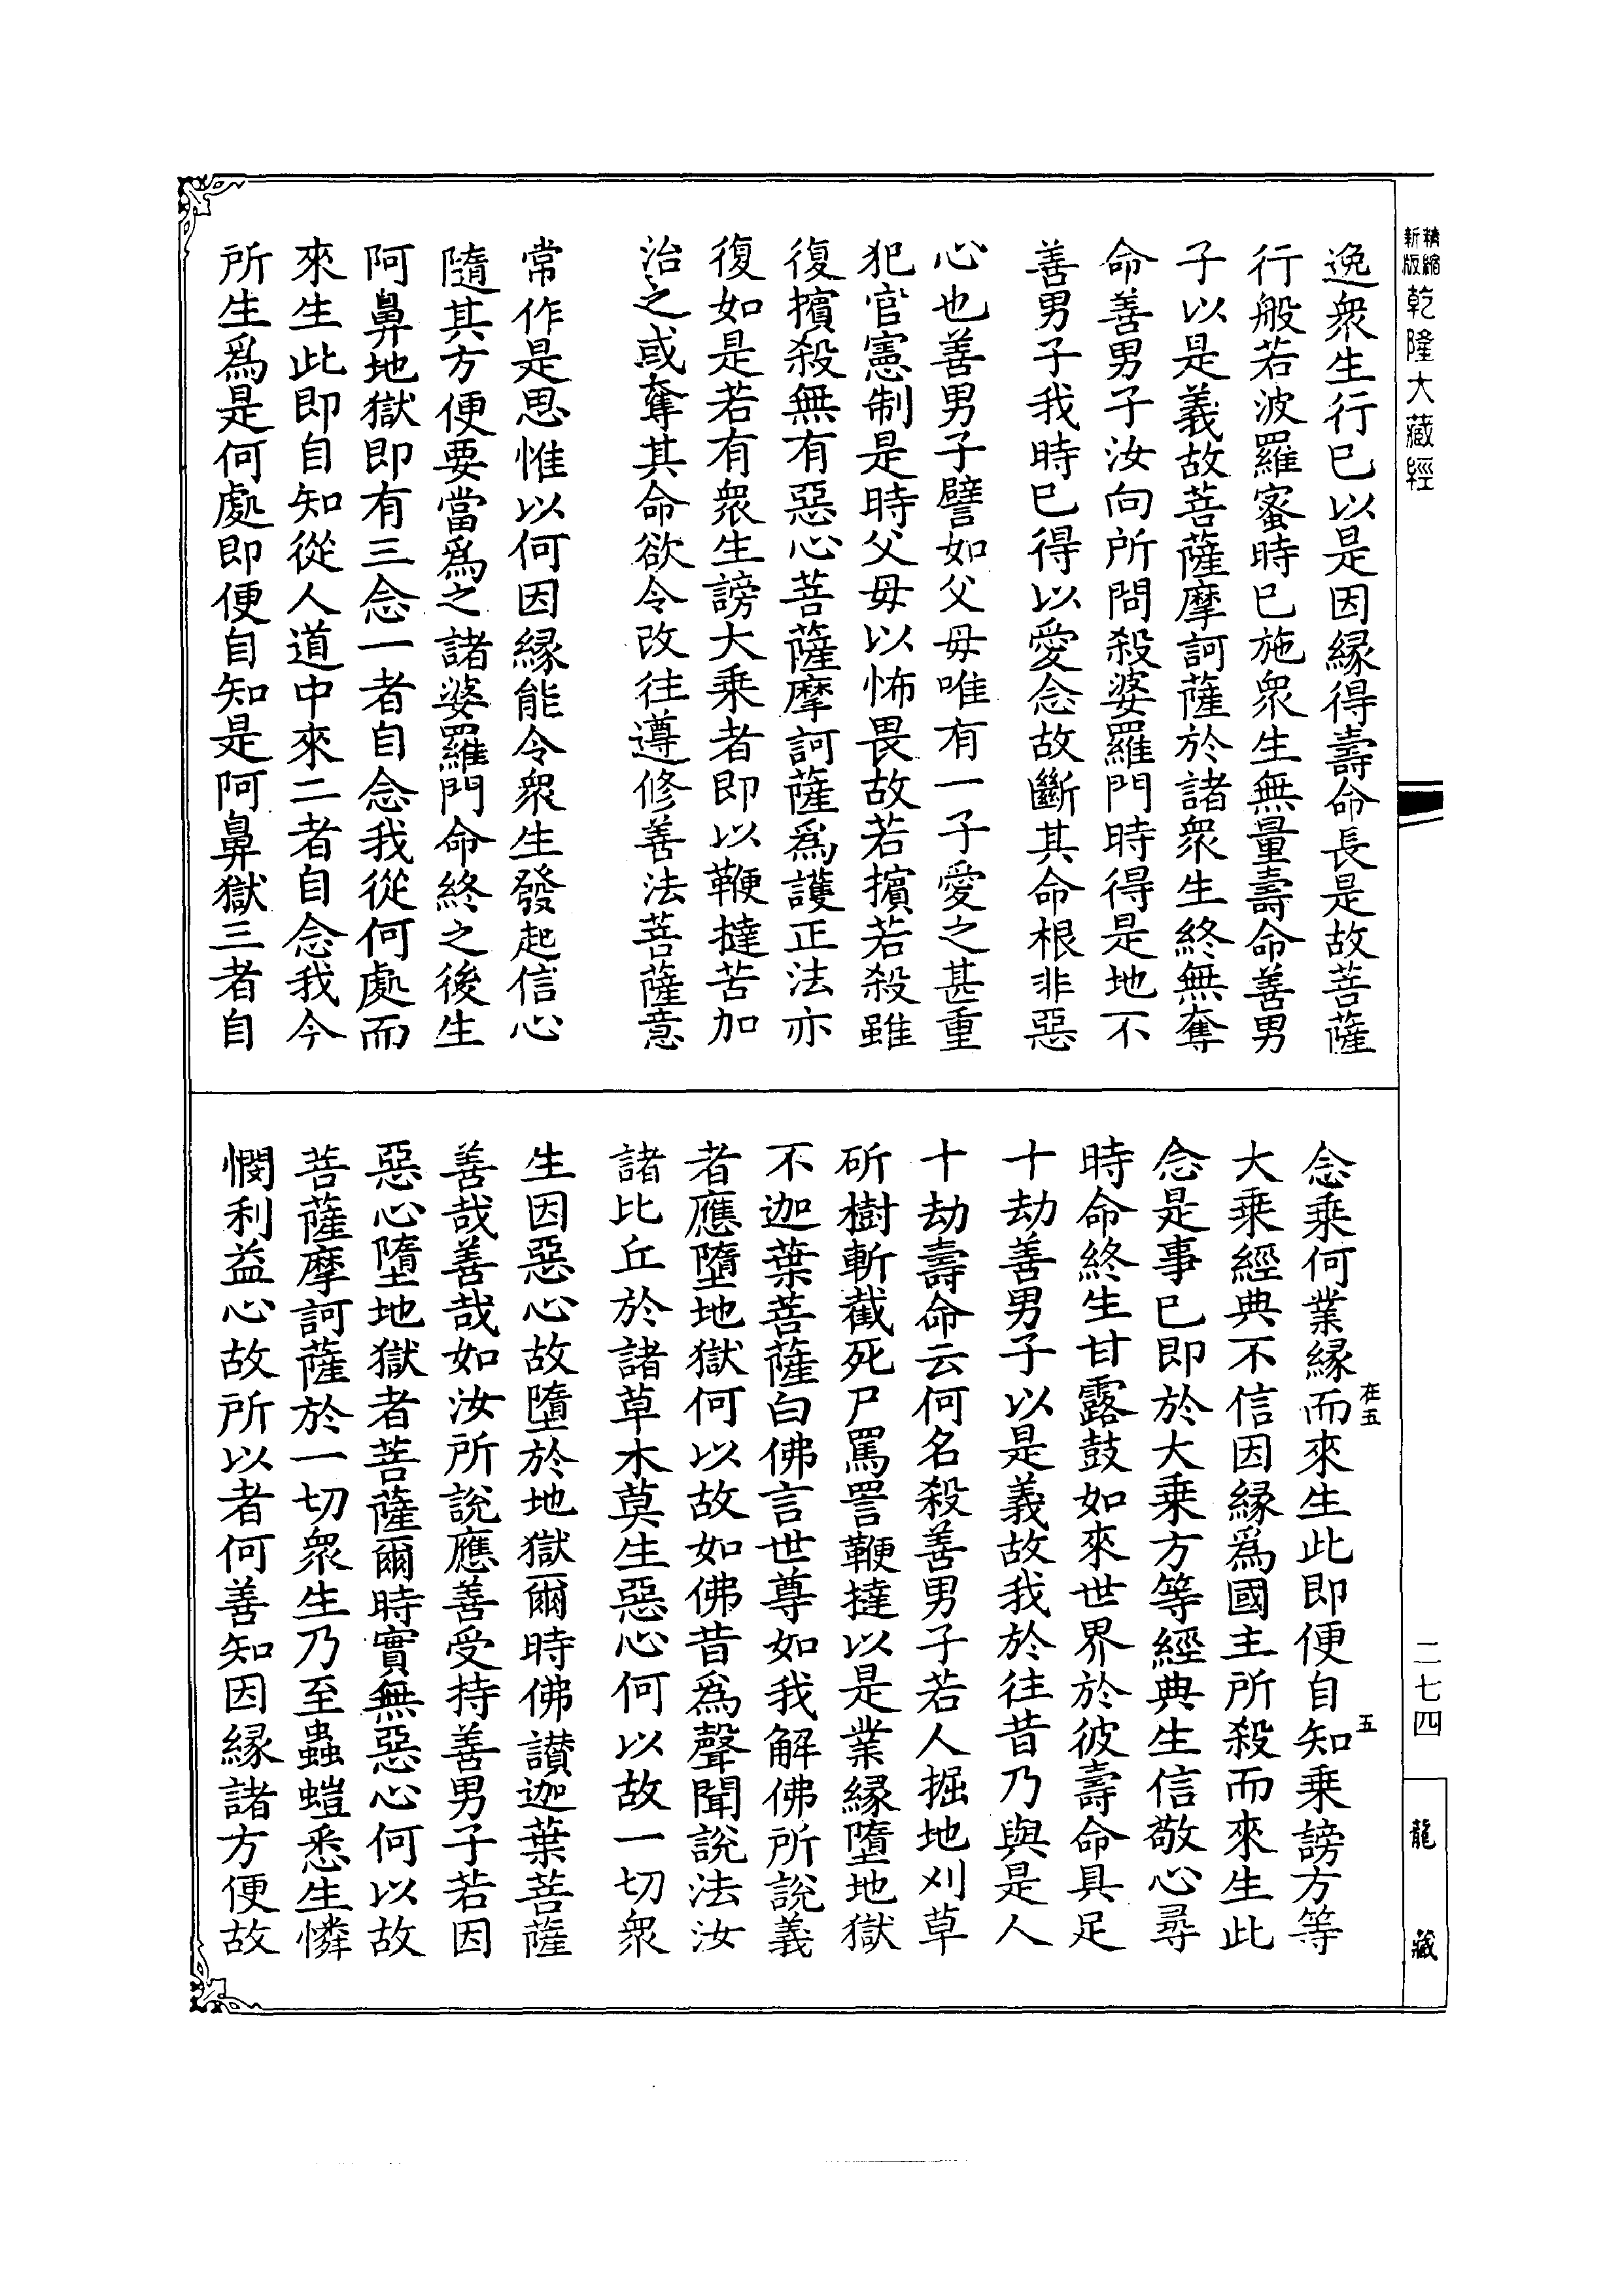 精縮新版乾隆大藏經
逸衆生行已以是因縁得壽命長是故菩薩
行般若波羅蜜時已施衆生無量壽命善男
子以是義故菩薩摩訶薩於諸衆生終無奪
命善男子汝向所問殺婆羅門時得是地不
善男子我時已得以愛念故斷其命根非惡
心也善男子譬如父母唯有一子愛之甚重
犯官憲制是時父母以怖畏故若擯若殺雖
復擯殺無有惡心菩薩摩訶薩爲護正法亦
復如是若有衆生謗大乗者即以鞭撻苦加
治之或奪其命欲令改往遵修善法菩薩意
常作是思惟以何因縁能令衆生發起信心
隨其方便要當爲之諸婆羅門命終之後生
阿鼻地獄即有三念一者自念我從何處而
來生此即自知從人道中來二者自念我今
所生爲是何處即便自知是阿鼻獄三者自
念乗何業縁而來生此即便自知乗謗方等
大乗經典不信因縁爲國主所殺而來生此
念是事已即於大乗方等經典生信敬心尋
時命終生甘露鼓如來世界於彼壽命具足
十劫善男子以是義故我於往昔乃與是人
十劫壽命云何名殺善男子若人掘地刈草
斫樹斬截死尸罵詈鞭撻以是業縁墮地獄
不迦葉菩薩白佛言世尊如我解佛所說義
者應墮地獄何以故如佛昔爲聲聞說法汝
諸比丘於諸草木莫生惡心何以故一切衆
生因惡心故墮於地獄爾時佛讃迦葉菩薩
善哉善哉如汝所說應善受持善男子若因
惡心墮地獄者菩薩爾時實無惡心何以故
菩薩摩訶薩於一切衆生乃至蟲螘悉生憐
憫利益心故所以者何善知因縁諸方便故
在五
五
二七四
龍藏